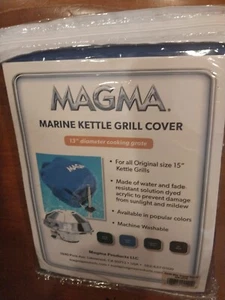 MAGMA®
MARINE KETTLE GRILL COVER
15" diameter cooking grate
• For all Original size 15"
Kettle Grills
• Made of water and fade
resistant solution dyed
acrylic to prevent damage
from sunlight and mildew
• Available in popular colors
• Machine Washable
Magma Products LLC